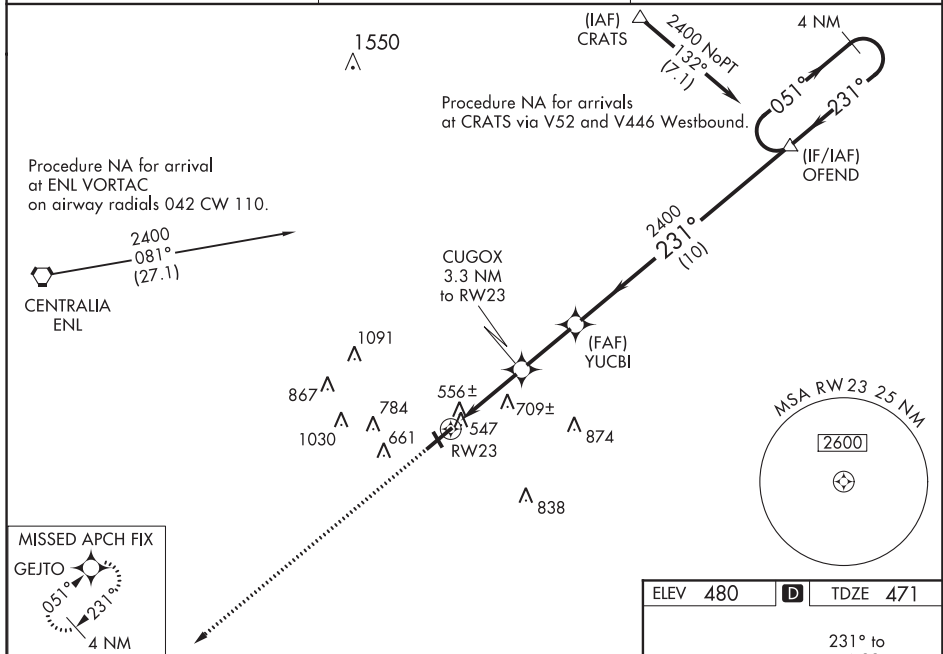 1550
(IAF)
CRATS
2400 NoPT
132°
(7.1)
4 NM
051°
231°
Procedure NA for arrivals
at CRATS via V52 and V446 Westbound.
(IF/IAF)
OFEND
Procedure NA for arrival
at ENL VORTAC
on airway radials 042 CW 110.
2400
081°
(27.1)
CENTRALIA
ENL
2400
231°
(10)
CUGOX
3.3 NM
to RW23
(FAF)
YUCBI
1091
867
1030
784
661
556±
547
RW23
709±
874
838
MSA RW23 25 NM
2600
MISSED APCH FIX
GEJTO
051°
231°
4 NM
ELEV 480 D TDZE 471
231° to